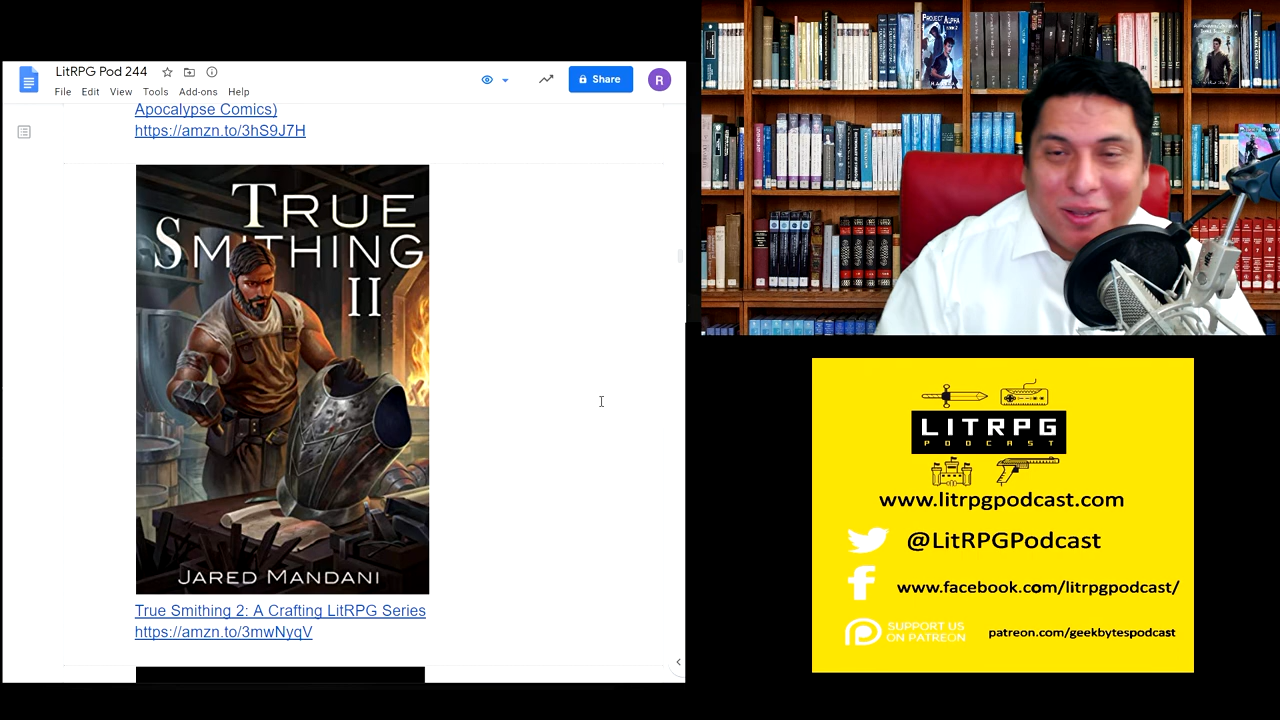 LitRPG Pod 244
File Edit View Tools Add-ons Help
Share
R
Apocalypse Comics)
https://amzn.to/3hS9J7H
TRUE
SMITHING
II
JARED MANDANI
True Smithing 2: A Crafting LitRPG Series
https://amzn.to/3mwNyqV
PROJECT ALPHA
LITRPG
PODCAST
www.litrpgpodcast.com
@LitRPGPodcast
www.facebook.com/litrpgpodcast/
SUPPORT US
ON PATREON
patreon.com/geekbytespodcast